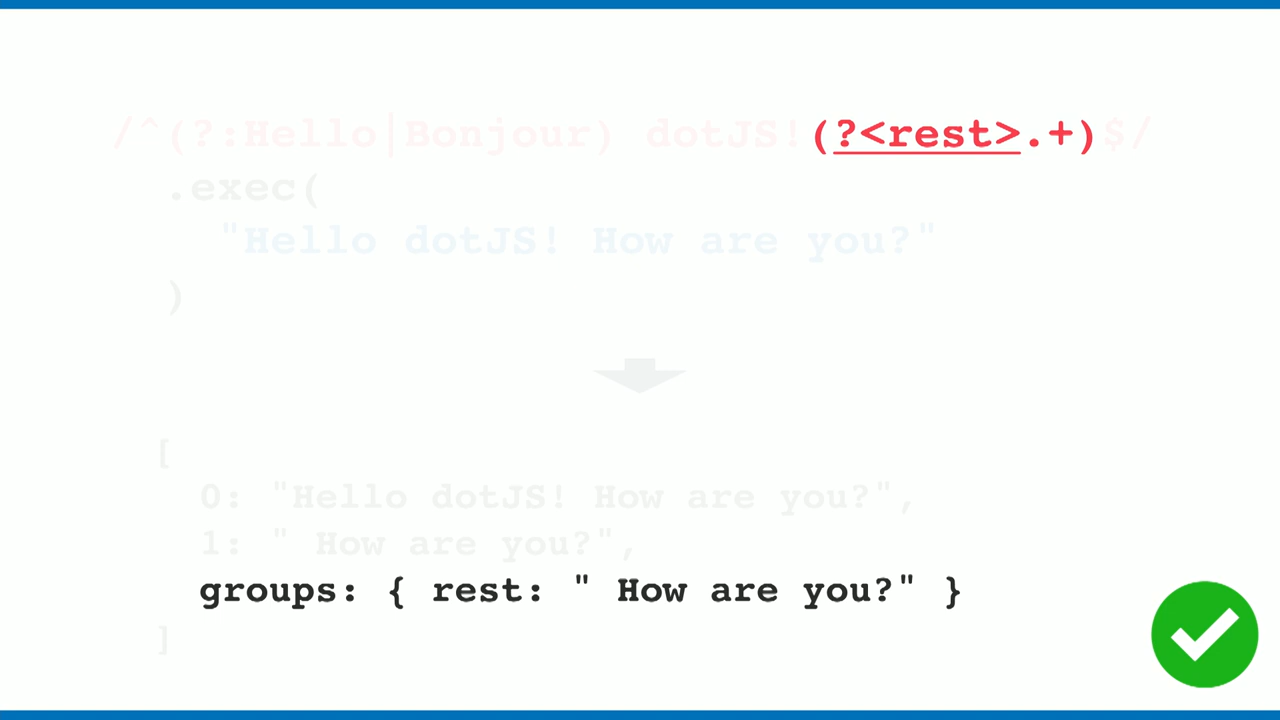 /^(?:Hello|Bonjour) dotJS!(?<rest>.+)$/
.exec(
"Hello dotJS! How are you?"
)
[
0: "Hello dotJS! How are you?",
1: " How are you?",
groups: { rest: " How are you?" }
]